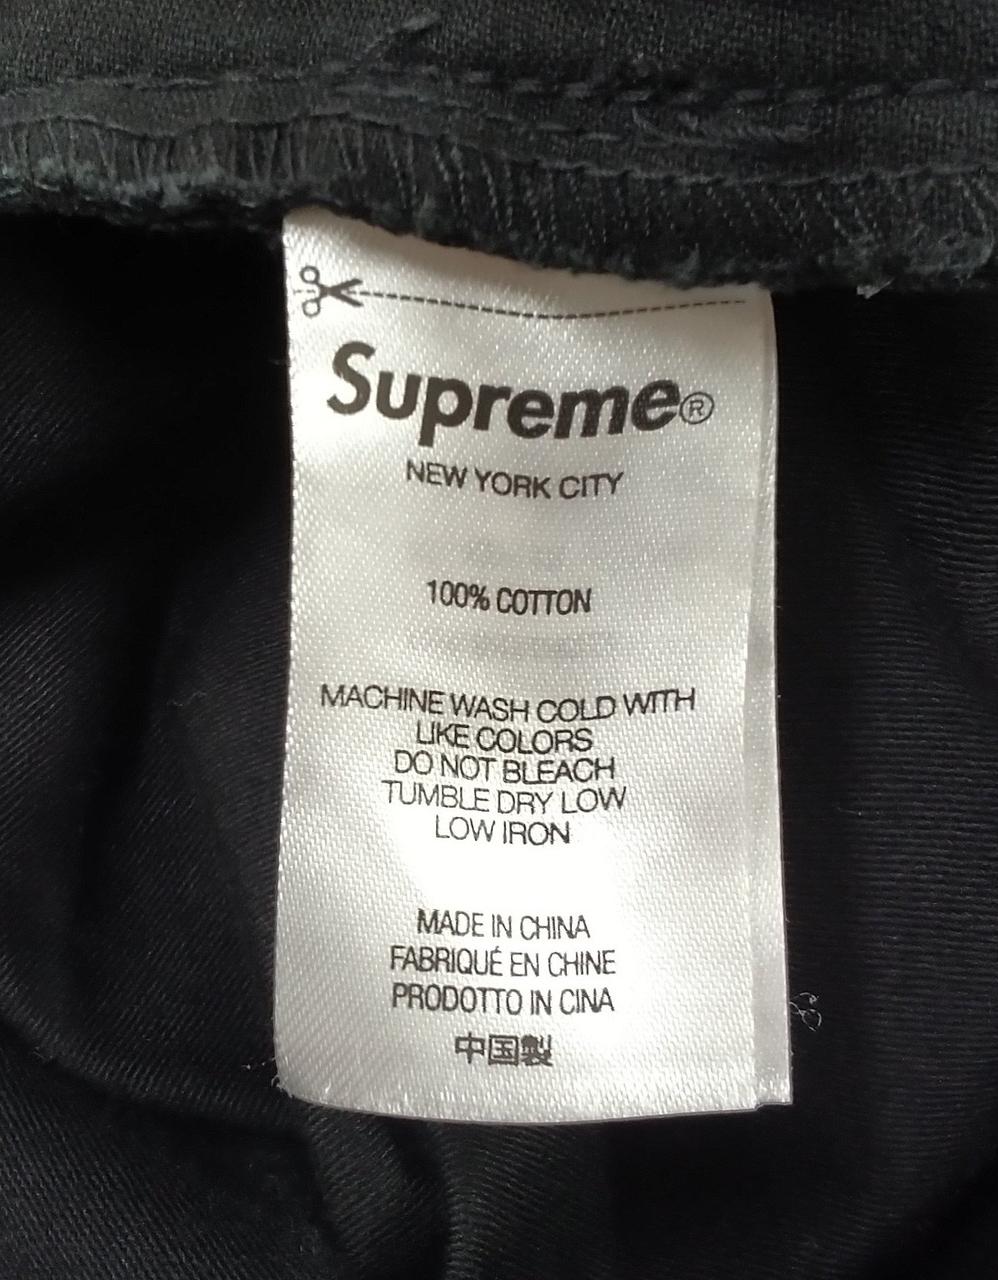 Supreme®
NEW YORK CITY
100% COTTON
MACHINE WASH COLD WITH
LIKE COLORS
DO NOT BLEACH
TUMBLE DRY LOW
LOW IRON
MADE IN CHINA
FABRIQUÉ EN CHINE
PRODOTTO IN CINA
中国製